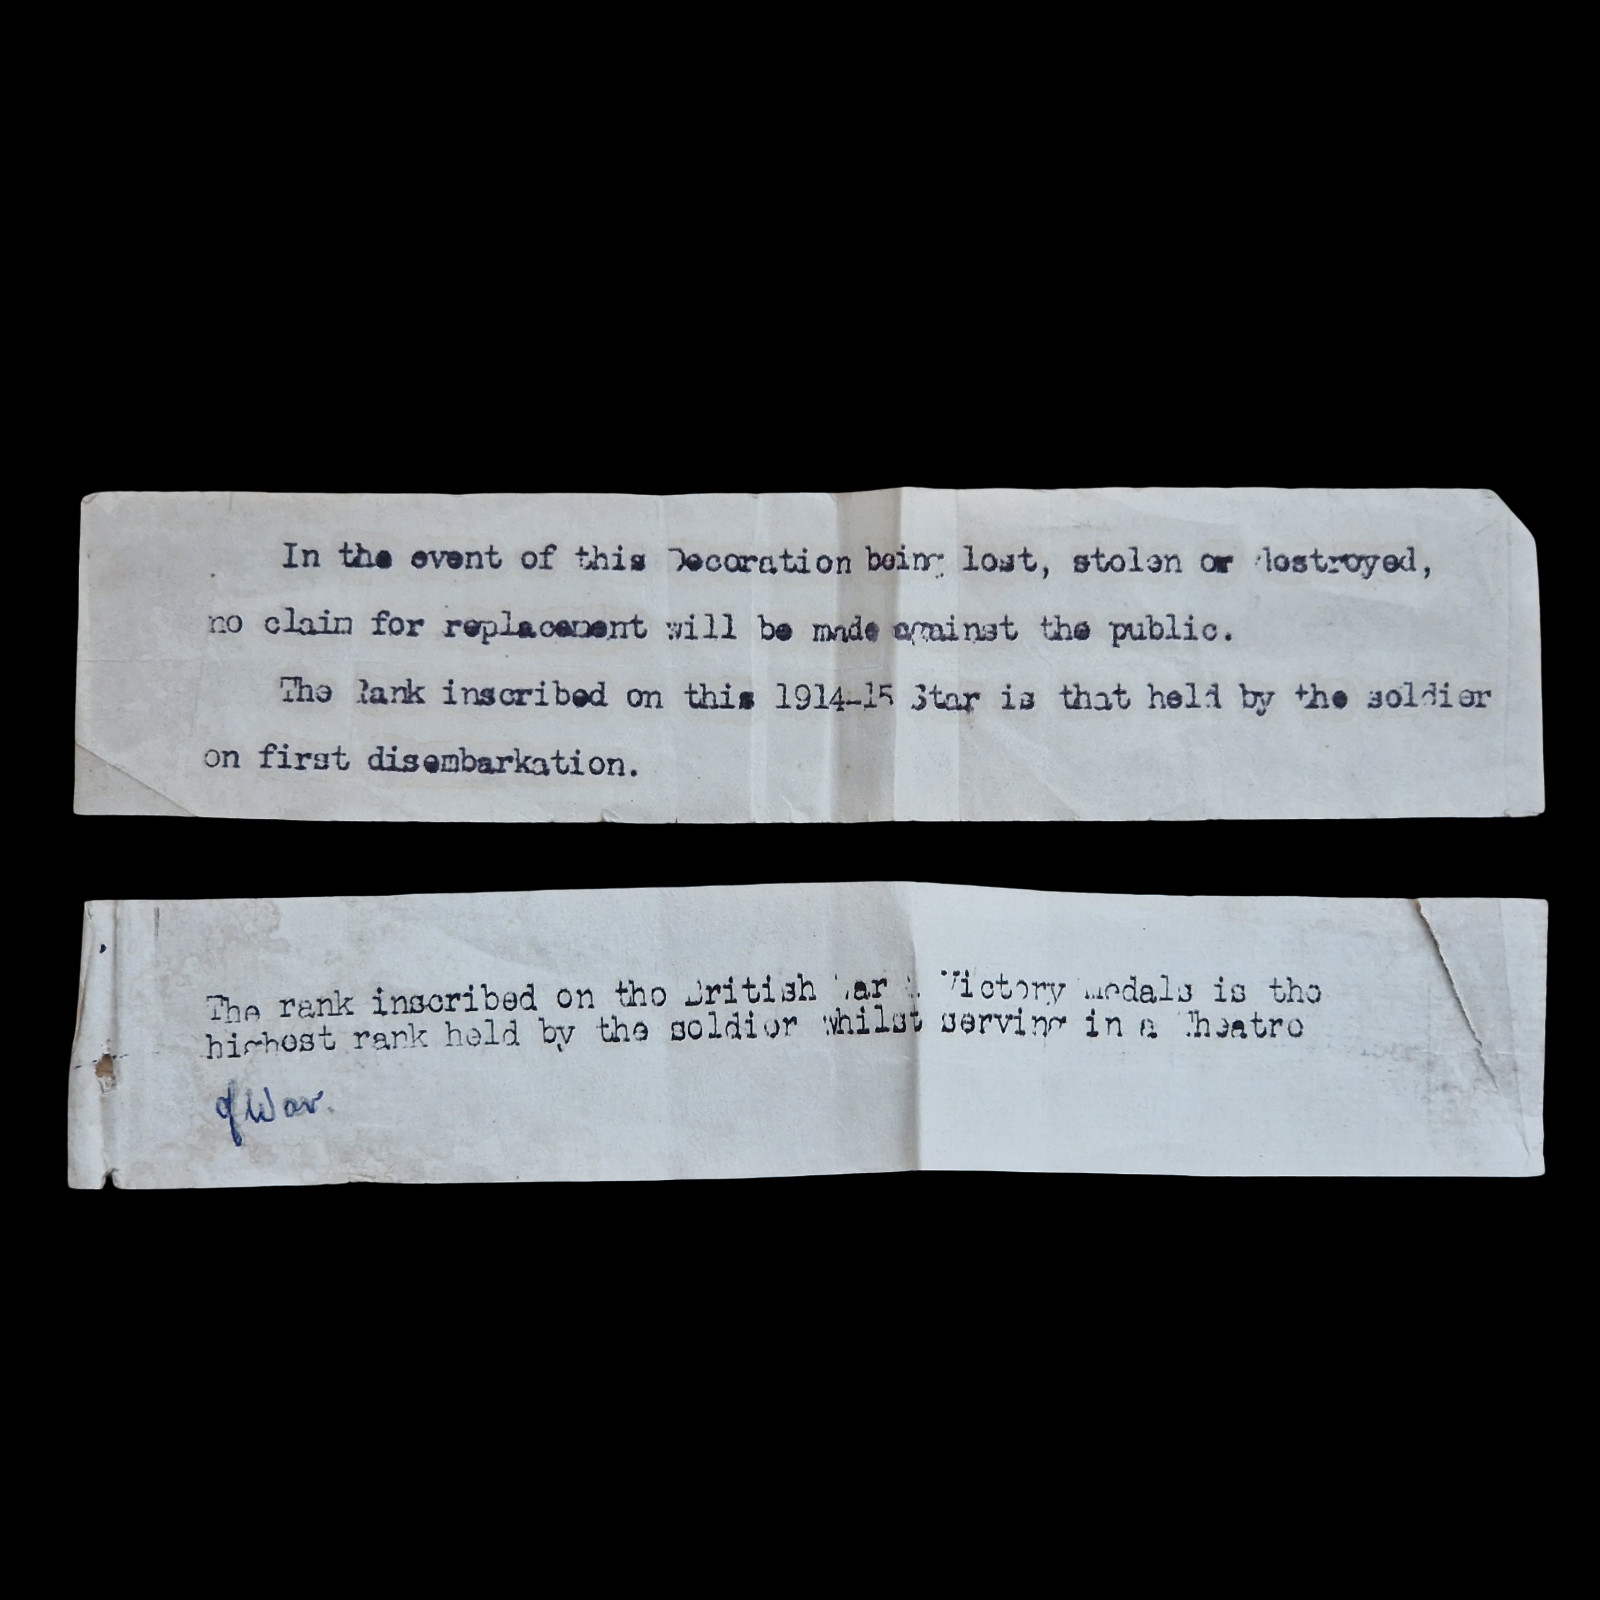 In the event of this Decoration being lost, stolen or destroyed,
no claim for replacement will be made against the public.
The Rank inscribed on this 1914-15 Star is that held by the soldier
on first disembarkation.
The rank inscribed on the British War & Victory Medals is the
highest rank held by the soldier whilst serving in a Theatre
of War.